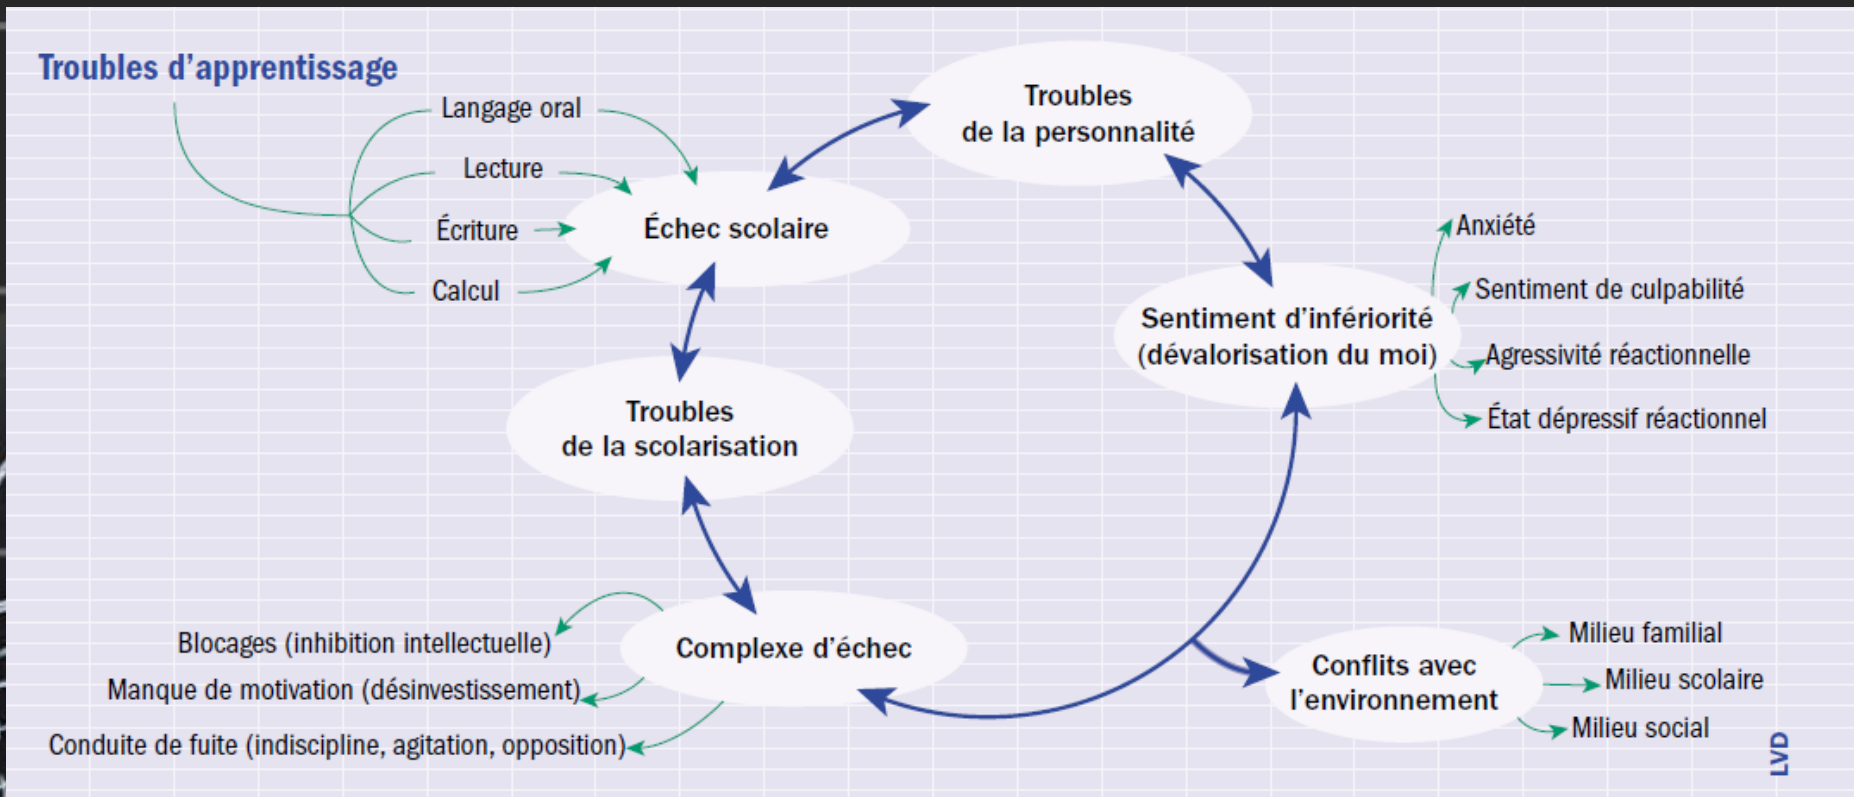 Troubles d'apprentissage
Langage oral
Lecture
Écriture
Calcul
Échec scolaire
Troubles
de la personnalité
Sentiment d'infériorité
(dévalorisation du moi)
Anxiété
Sentiment de culpabilité
Agressivité réactionnelle
État dépressif réactionnel
Troubles
de la scolarisation
Complexe d'échec
Blocages (inhibition intellectuelle)
Manque de motivation (désinvestissement)
Conduite de fuite (indiscipline, agitation, opposition)
Conflits avec
l'environnement
Milieu familial
Milieu scolaire
Milieu social
LVD